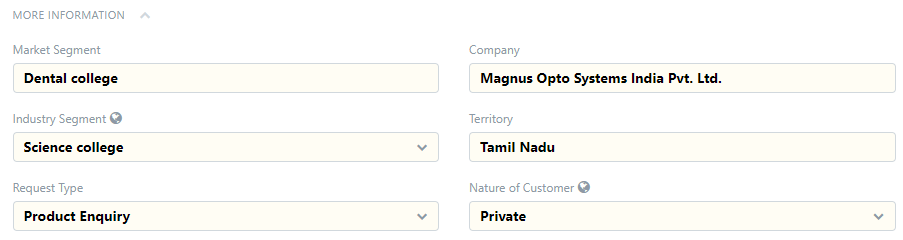 MORE INFORMATION
Market Segment
Company
Dental college
Magnus Opto Systems India Pvt. Ltd.
Industry Segment
Territory
Science college
Tamil Nadu
Request Type
Nature of Customer
Product Enquiry
Private